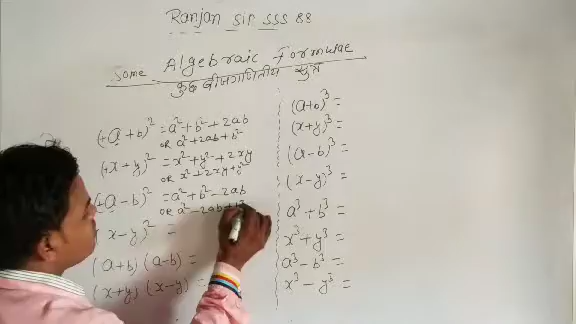 Ranjan SIR SSS 88
Some Algebraic Formulae
कुछ बीजगणितीय सूत्र
(+a+b)² = a²+b²+2ab
OR a²+2ab+b²
(+x+y)² = x²+y²+2xy
OR x²+2xy+y²
(+a-b)² = a²+b²-2ab
OR a²-2ab+b²
(x-y)² =
(a+b) (a-b) =
(x+y) (x-y) =
(a+b)³ =
(x+y)³ =
(a-b)³ =
(x-y)³ =
a³+b³ =
x³+y³ =
a³-b³ =
x³-y³ =